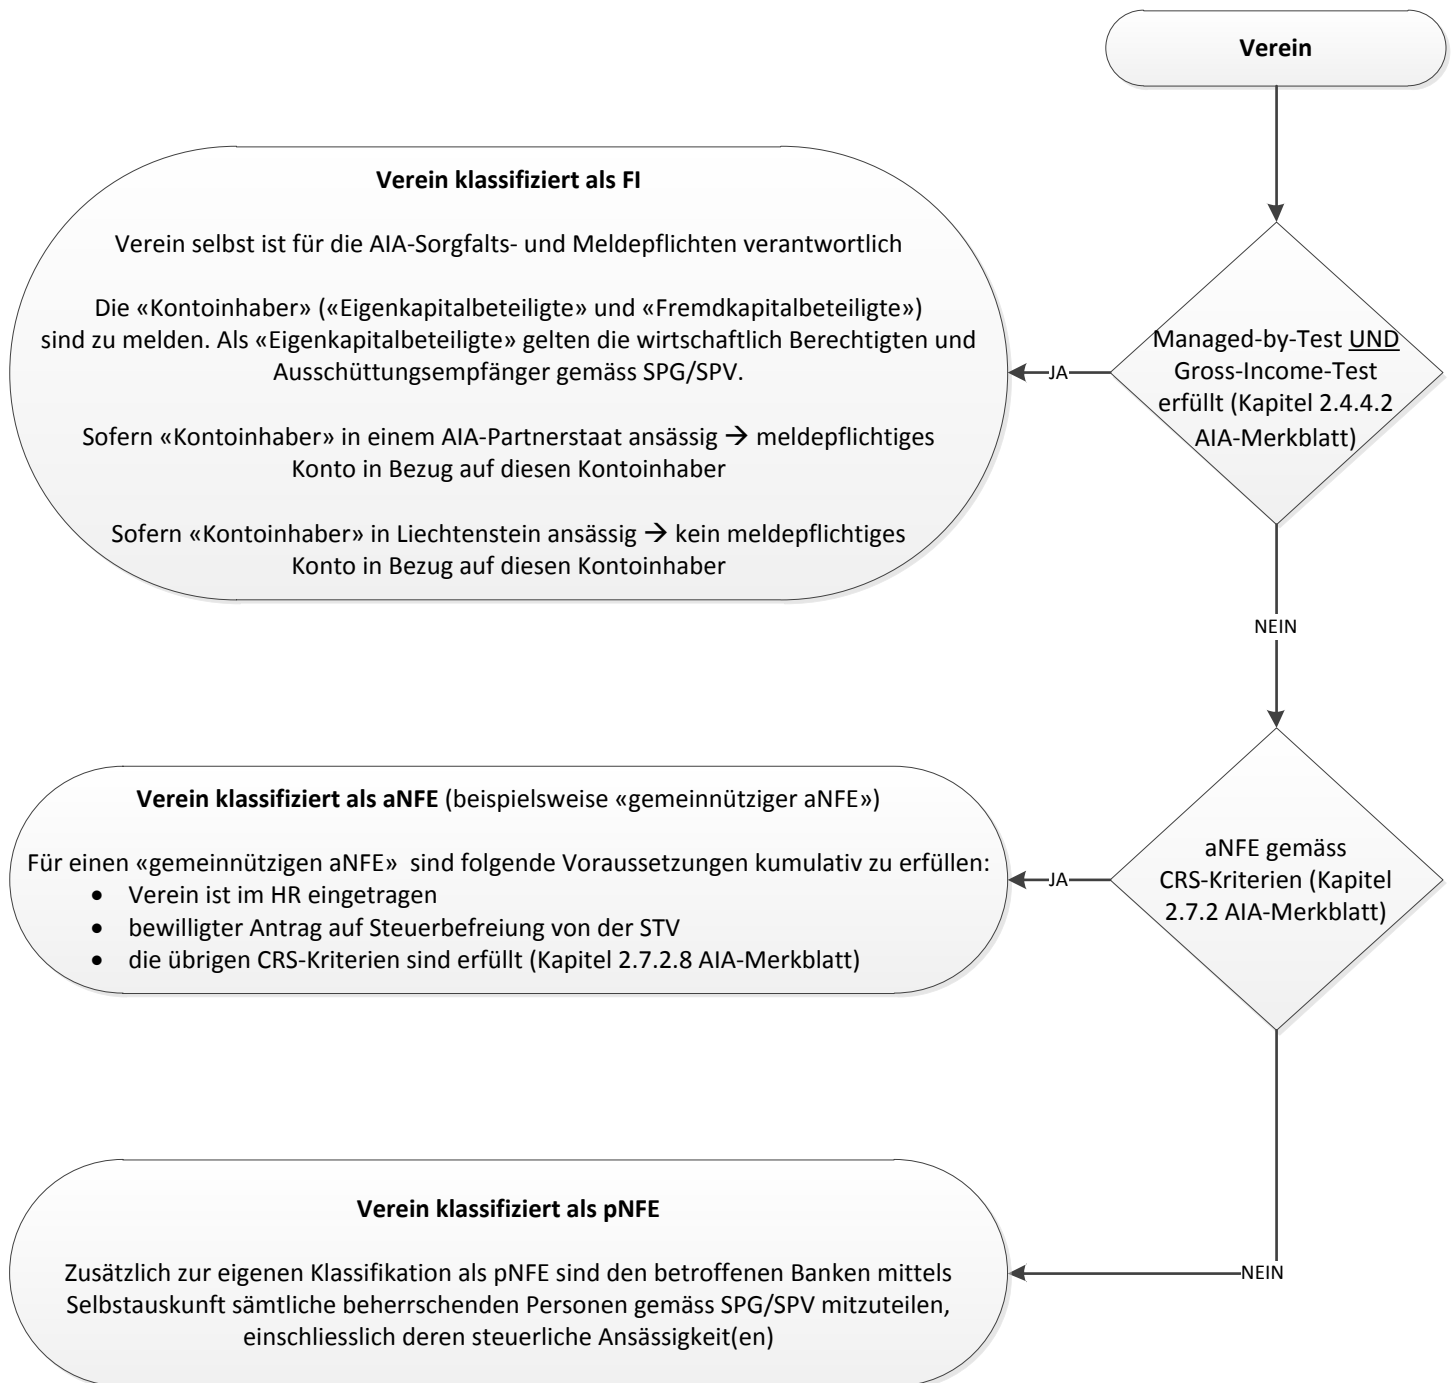 Verein
Verein klassifiziert als FI
Verein selbst ist für die AIA-Sorgfalts- und Meldepflichten verantwortlich
Die «Kontoinhaber» («Eigenkapitalbeteiligte» und «Fremdkapitalbeteiligte»)
sind zu melden. Als «Eigenkapitalbeteiligte» gelten die wirtschaftlich Berechtigten und
Ausschüttungsempfänger gemäss SPG/SPV.
Sofern «Kontoinhaber» in einem AIA-Partnerstaat ansässig → meldepflichtiges
Konto in Bezug auf diesen Kontoinhaber
Sofern «Kontoinhaber» in Liechtenstein ansässig → kein meldepflichtiges
Konto in Bezug auf diesen Kontoinhaber
JA
Managed-by-Test UND
Gross-Income-Test
erfüllt (Kapitel 2.4.4.2
AIA-Merkblatt)
NEIN
Verein klassifiziert als aNFE (beispielsweise «gemeinnütziger aNFE»)
Für einen «gemeinnützigen aNFE» sind folgende Voraussetzungen kumulativ zu erfüllen:
• Verein ist im HR eingetragen
• bewilligter Antrag auf Steuerbefreiung von der STV
• die übrigen CRS-Kriterien sind erfüllt (Kapitel 2.7.2.8 AIA-Merkblatt)
JA
aNFE gemäss
CRS-Kriterien (Kapitel
2.7.2 AIA-Merkblatt)
Verein klassifiziert als pNFE
Zusätzlich zur eigenen Klassifikation als pNFE sind den betroffenen Banken mittels
Selbstauskunft sämtliche beherrschenden Personen gemäss SPG/SPV mitzuteilen,
einschliesslich deren steuerliche Ansässigkeit(en)
NEIN